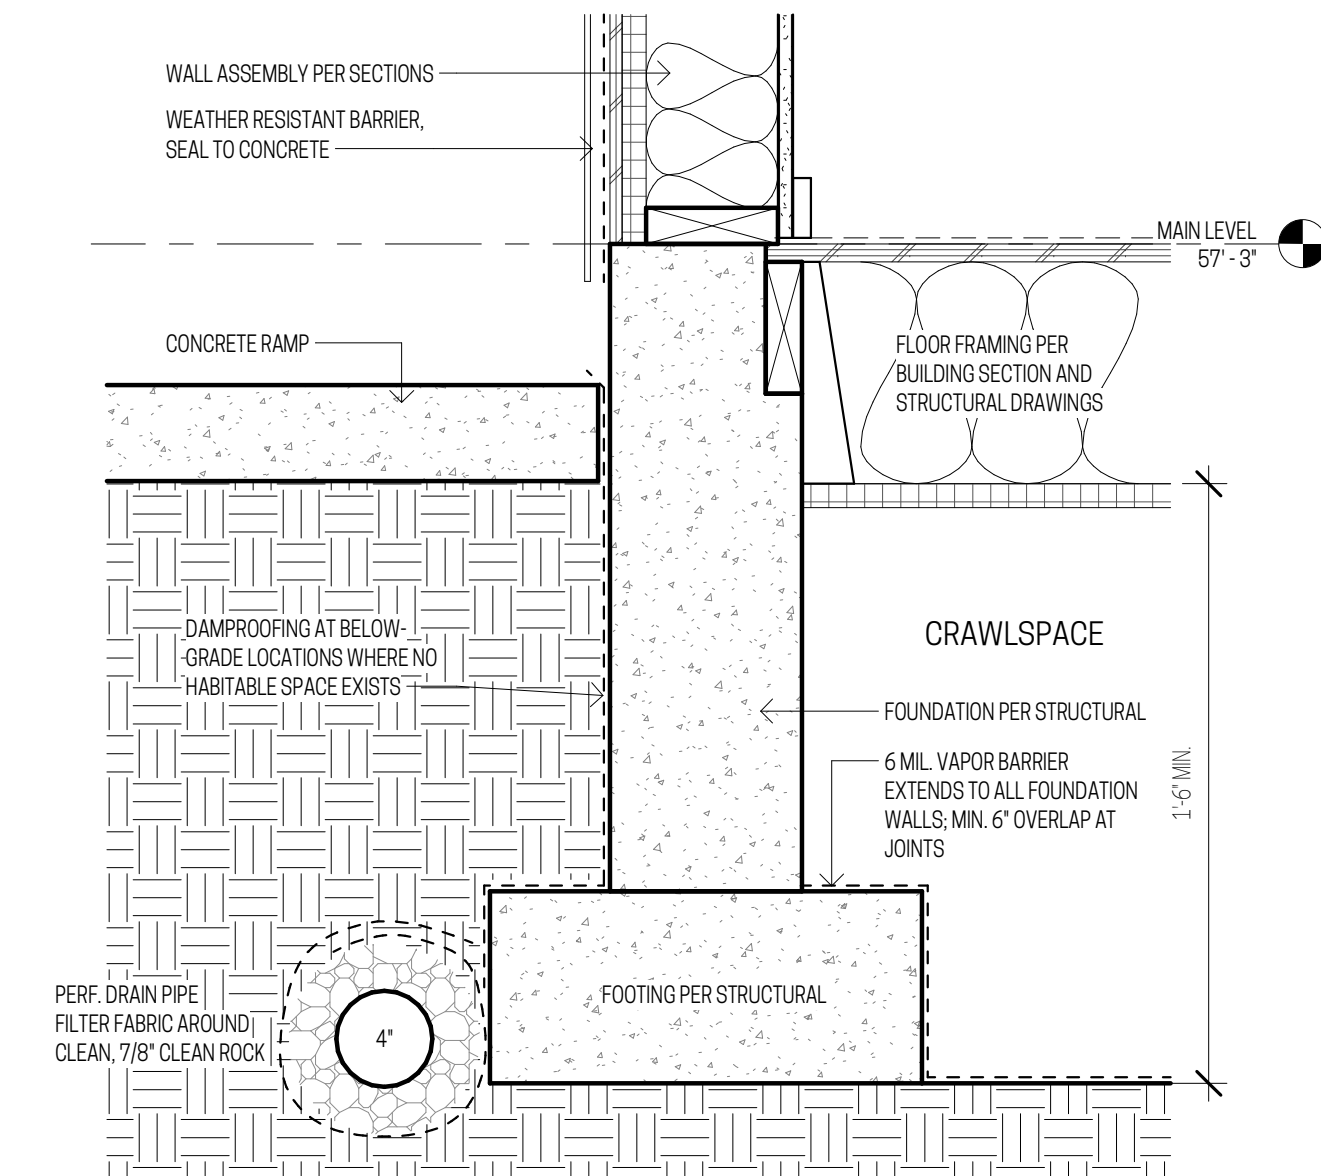 WALL ASSEMBLY PER SECTIONS
WEATHER RESISTANT BARRIER,
SEAL TO CONCRETE
MAIN LEVEL
57' - 3"
CONCRETE RAMP
FLOOR FRAMING PER
BUILDING SECTION AND
STRUCTURAL DRAWINGS
DAMPROOFING AT BELOW-
GRADE LOCATIONS WHERE NO
HABITABLE SPACE EXISTS
CRAWLSPACE
FOUNDATION PER STRUCTURAL
6 MIL. VAPOR BARRIER
EXTENDS TO ALL FOUNDATION
WALLS; MIN. 6" OVERLAP AT
JOINTS
1'-6" MIN.
PERF. DRAIN PIPE
FILTER FABRIC AROUND
CLEAN, 7/8" CLEAN ROCK
4"
FOOTING PER STRUCTURAL